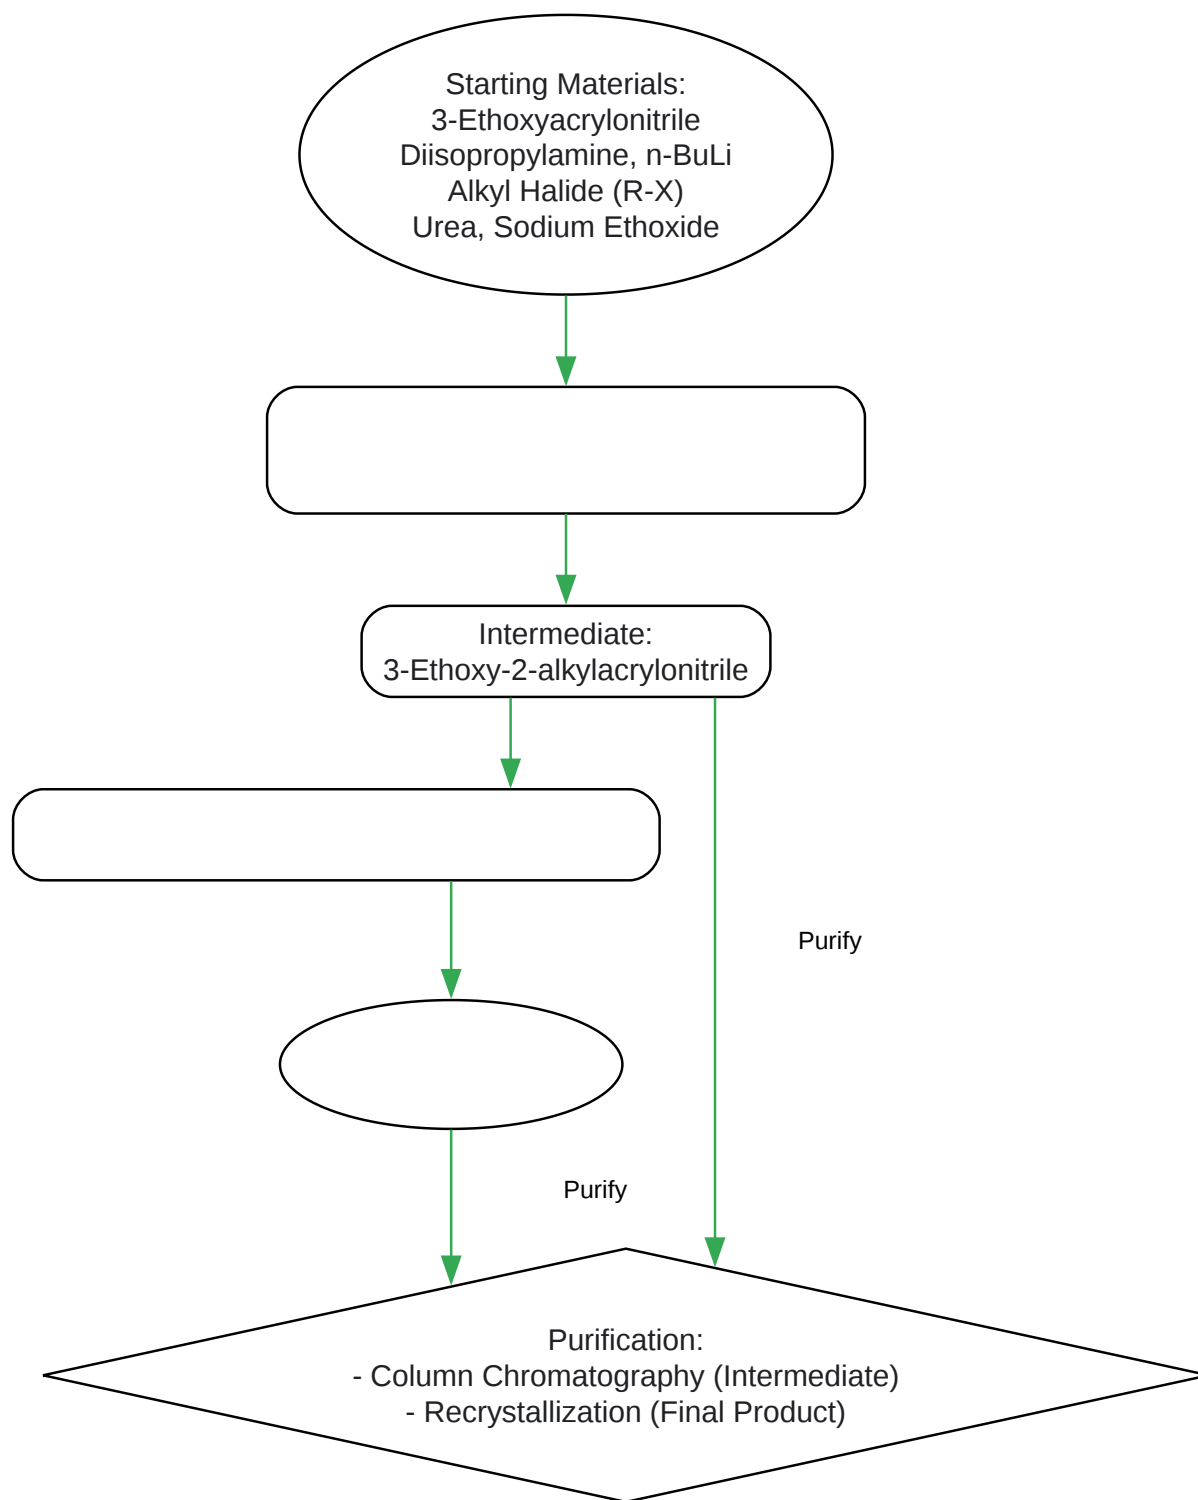 Starting Materials:
3-Ethoxyacrylonitrile
Diisopropylamine, n-BuLi
Alkyl Halide (R-X)
Urea, Sodium Ethoxide
Intermediate:
3-Ethoxy-2-alkylacrylonitrile
Purify
Purify
Purification:
- Column Chromatography (Intermediate)
- Recrystallization (Final Product)